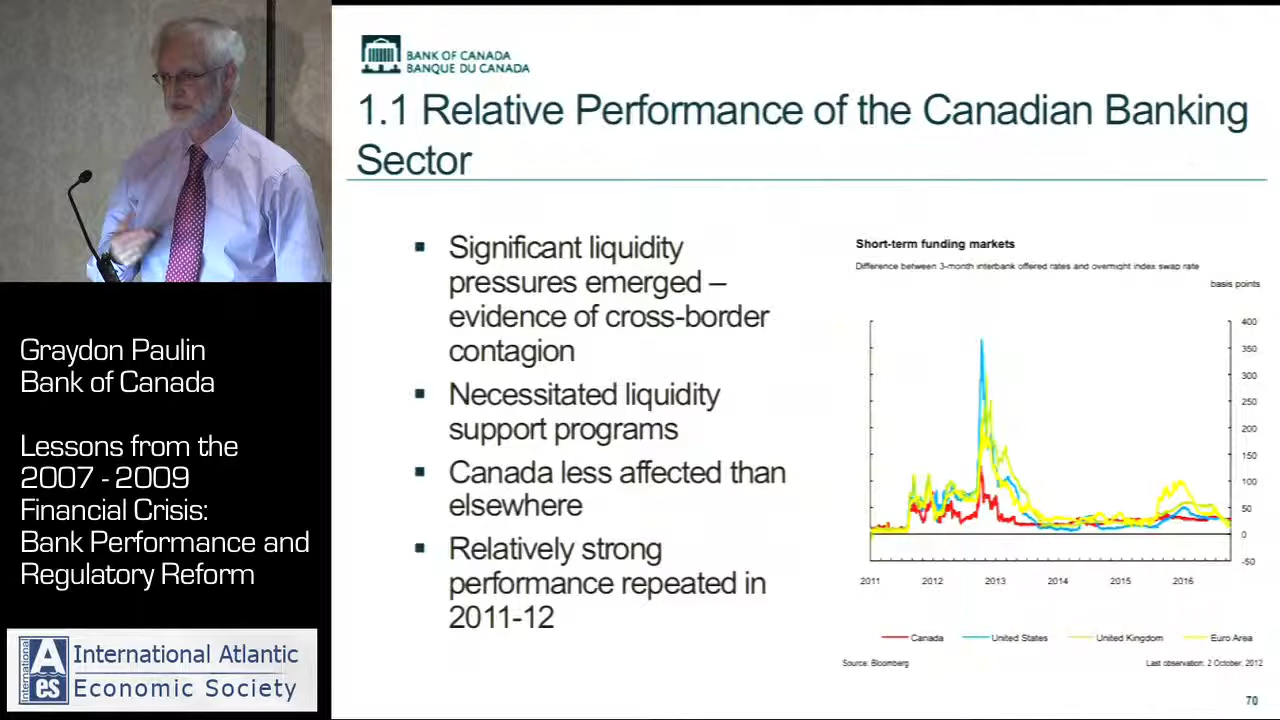 BANK OF CANADA
BANQUE DU CANADA
1.1 Relative Performance of the Canadian Banking
Sector
▪ Significant liquidity
pressures emerged –
evidence of cross-border
contagion
▪ Necessitated liquidity
support programs
▪ Canada less affected than
elsewhere
▪ Relatively strong
performance repeated in
2011-12
Short-term funding markets
Difference between 3-month interbank offered rates and overnight index swap rate
basis points
400
350
300
250
200
150
100
50
0
-50
2011 2012 2013 2014 2015 2016
Canada United States United Kingdom Euro Area
Source: Bloomberg
Last observation: 2 October, 2012
70
Graydon Paulin
Bank of Canada
Lessons from the
2007 - 2009
Financial Crisis:
Bank Performance and
Regulatory Reform
International
A
es
International Atlantic
Economic Society